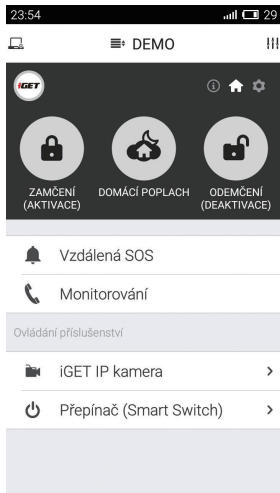 23:54
29
DEMO
iGET
ZAMČENÍ
(AKTIVACE)
DOMÁCÍ POPLACH
ODEMČENÍ
(DEAKTIVACE)
Vzdálená SOS
Monitorování
Ovládání příslušenství
iGET IP kamera
Přepínač (Smart Switch)